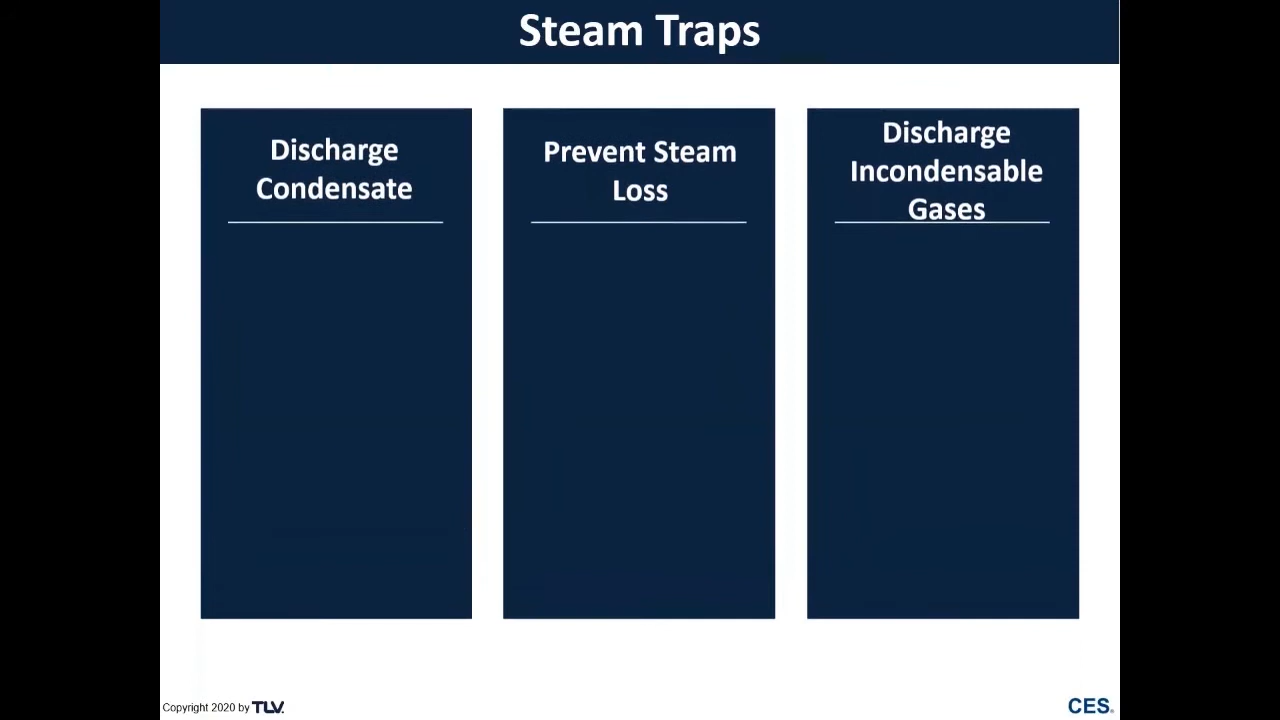 Steam Traps
Discharge
Condensate
Prevent Steam
Loss
Discharge
Incondensable
Gases
Copyright 2020 by TLV.
CES.